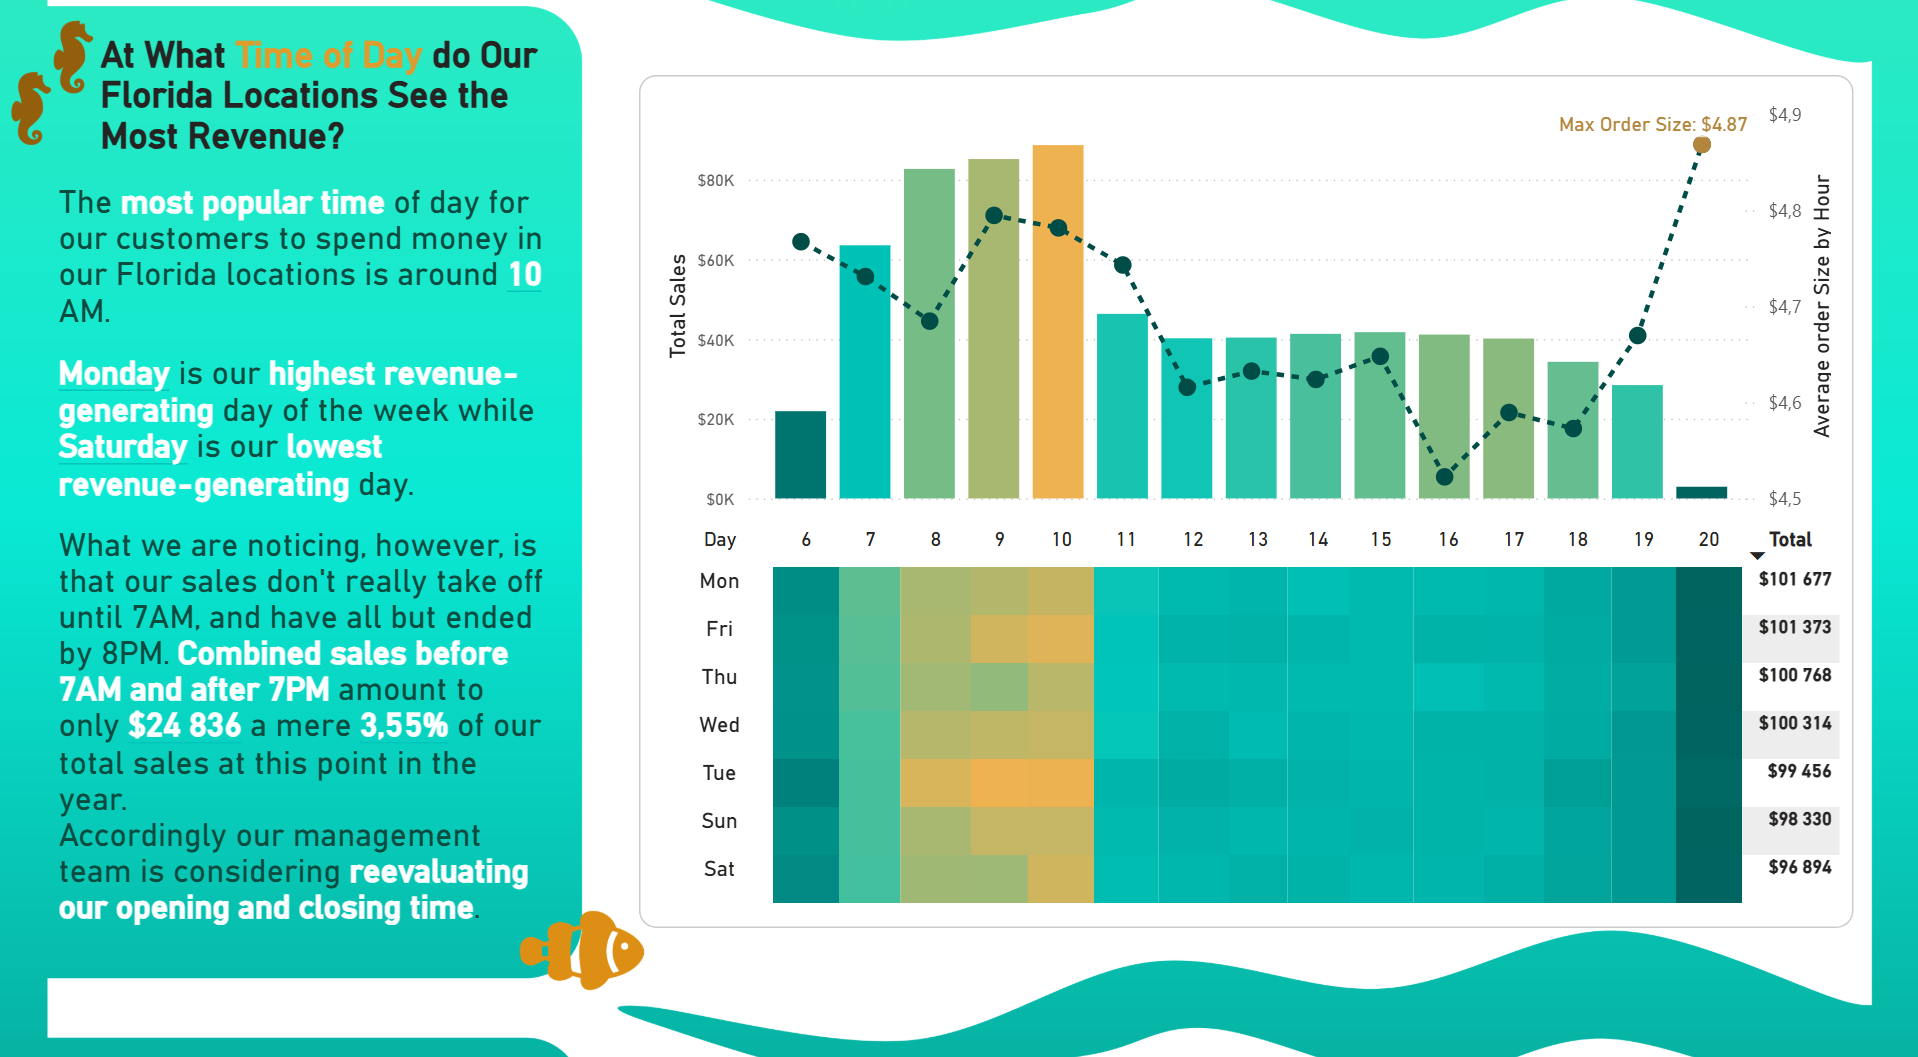 At What Time of Day do Our
Florida Locations See the
Most Revenue?
The most popular time of day for
our customers to spend money in
our Florida locations is around 10
AM.
Monday is our highest revenue-
generating day of the week while
Saturday is our lowest
revenue-generating day.
What we are noticing, however, is
that our sales don't really take off
until 7AM, and have all but ended
by 8PM. Combined sales before
7AM and after 7PM amount to
only $24 836 a mere 3,55% of our
total sales at this point in the
year.
Accordingly our management
team is considering reevaluating
our opening and closing time.
Max Order Size: $4.87
Total Sales
$80K
$60K
$40K
$20K
$0K
$4,9
$4,8
$4,7
$4,6
$4,5
Average order Size by Hour
Day 6 7 8 9 10 11 12 13 14 15 16 17 18 19 20 Total
Mon $101 677
Fri $101 373
Thu $100 768
Wed $100 314
Tue $99 456
Sun $98 330
Sat $96 894